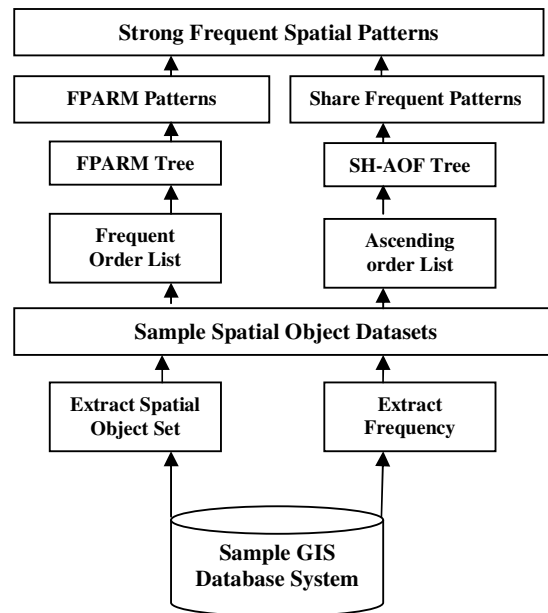 Strong Frequent Spatial Patterns
FPARM Patterns
Share Frequent Patterns
FPARM Tree
SH-AOF Tree
Frequent
Order List
Ascending
order List
Sample Spatial Object Datasets
Extract Spatial
Object Set
Extract
Frequency
Sample GIS
Database System